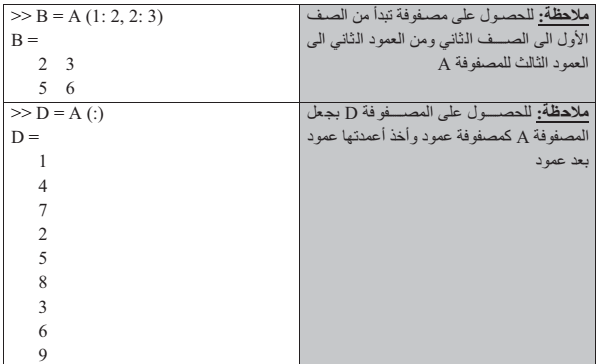 >> B = A (1: 2, 2: 3)
B =
2 3
5 6
ملاحظة: للحصول على مصفوفة تبدأ من الصف
الأول الى الصف الثاني ومن العمود الثاني الى
العمود الثالث للمصفوفة A
>> D = A (:)
D =
1
4
7
2
5
8
3
6
9
ملاحظة: للحصول على المصفوفة D بجعل
المصفوفة A كمصفوفة عمود وأخذ أعمدتها عمود
بعد عمود